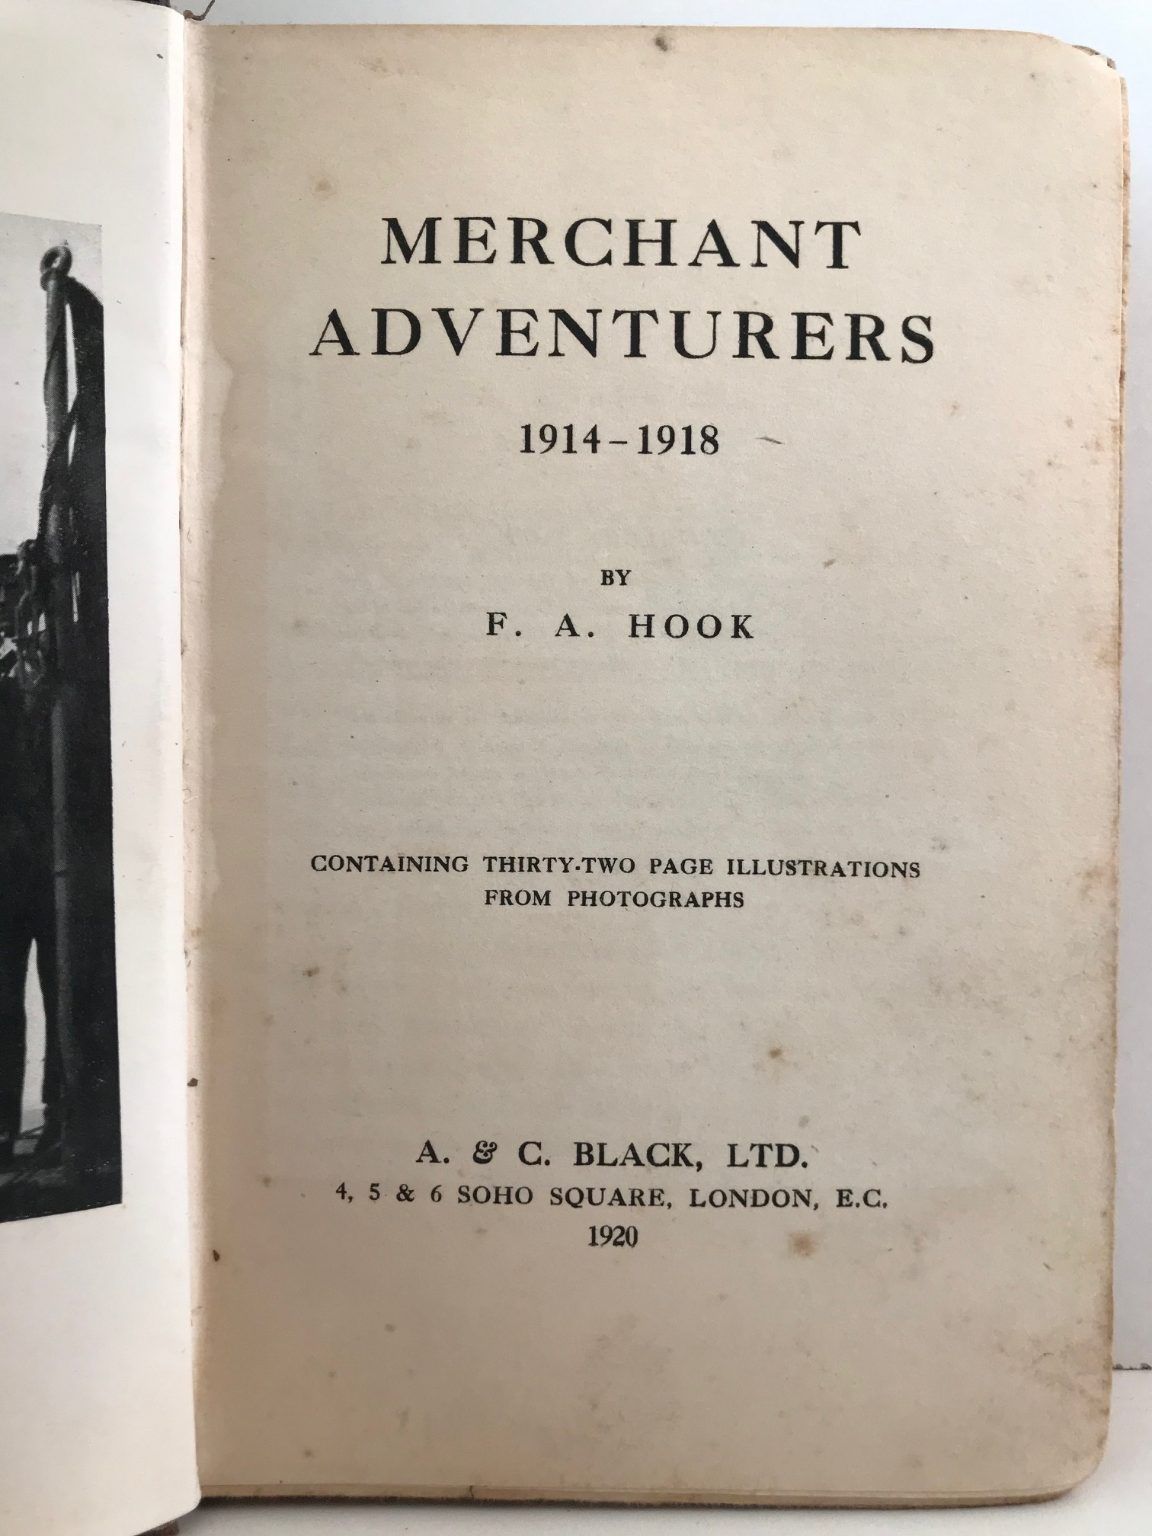 MERCHANT
ADVENTURERS
1914-1918
BY
F. A. HOOK
CONTAINING THIRTY-TWO PAGE ILLUSTRATIONS
FROM PHOTOGRAPHS
A. & C. BLACK, LTD.
4, 5 & 6 SOHO SQUARE, LONDON, E.C.
1920